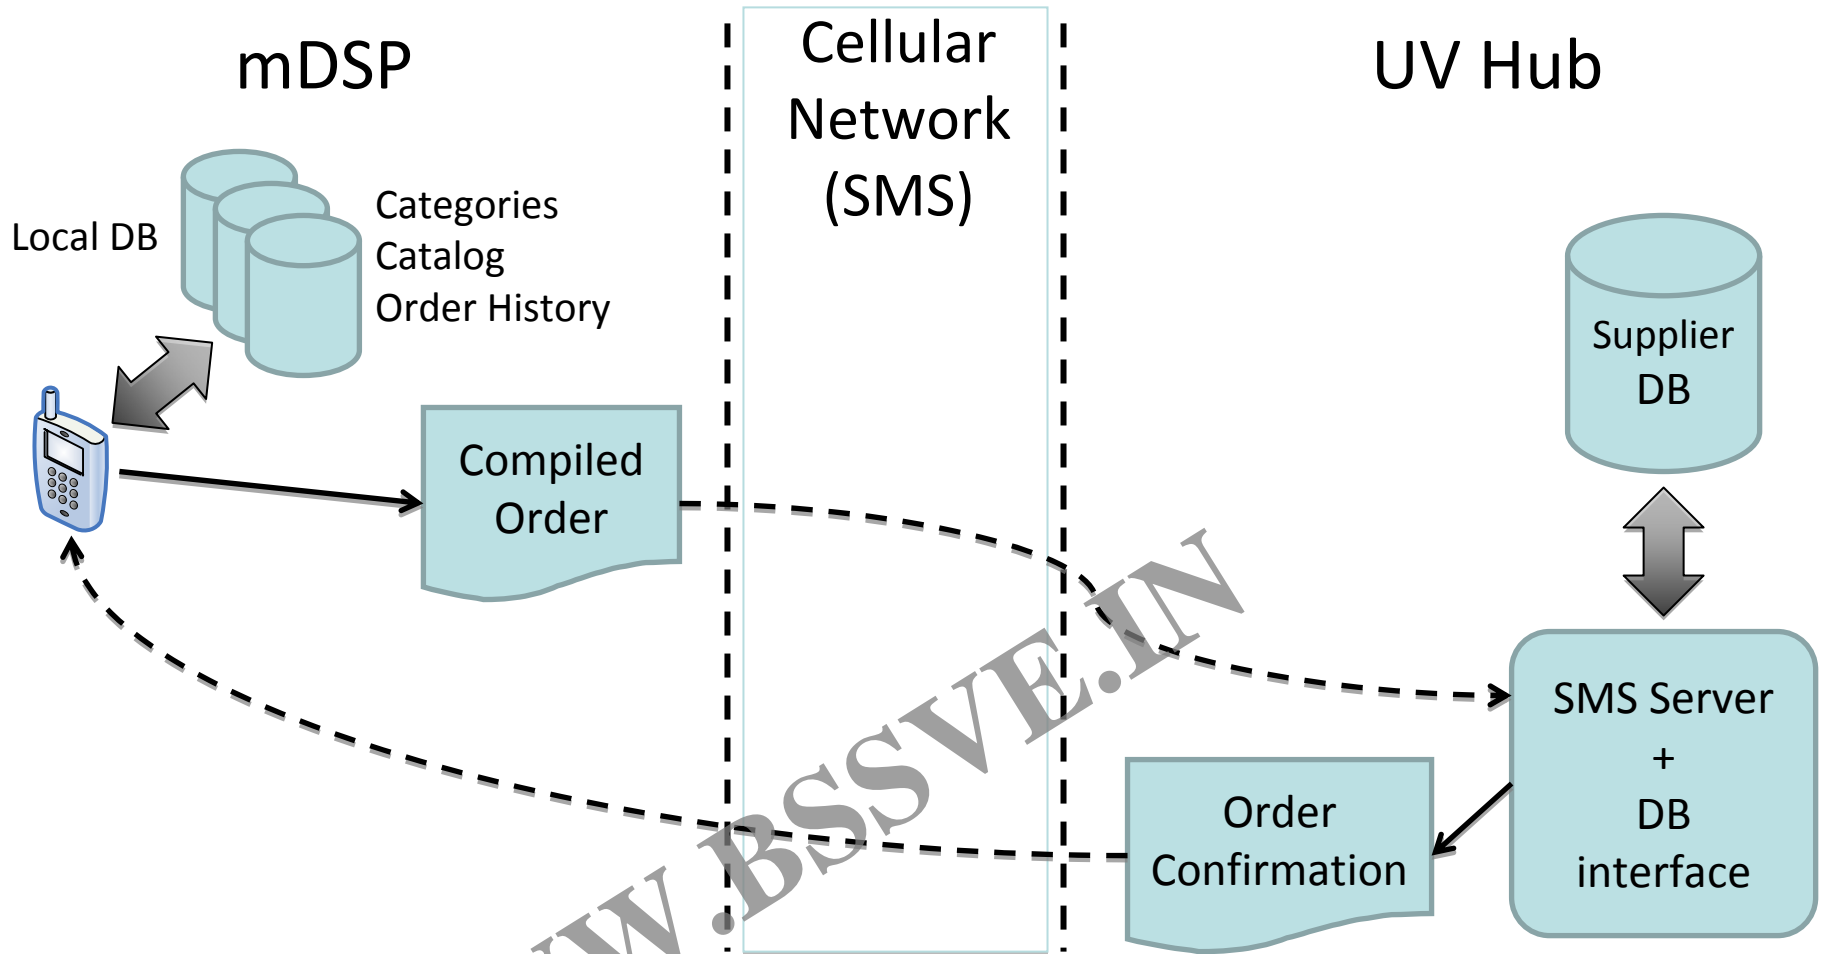 mDSP
Cellular
Network
(SMS)
UV Hub
Local DB
Categories
Catalog
Order History
Supplier
DB
Compiled
Order
SMS Server
+
DB
interface
Order
Confirmation
W.BSSVE.IN